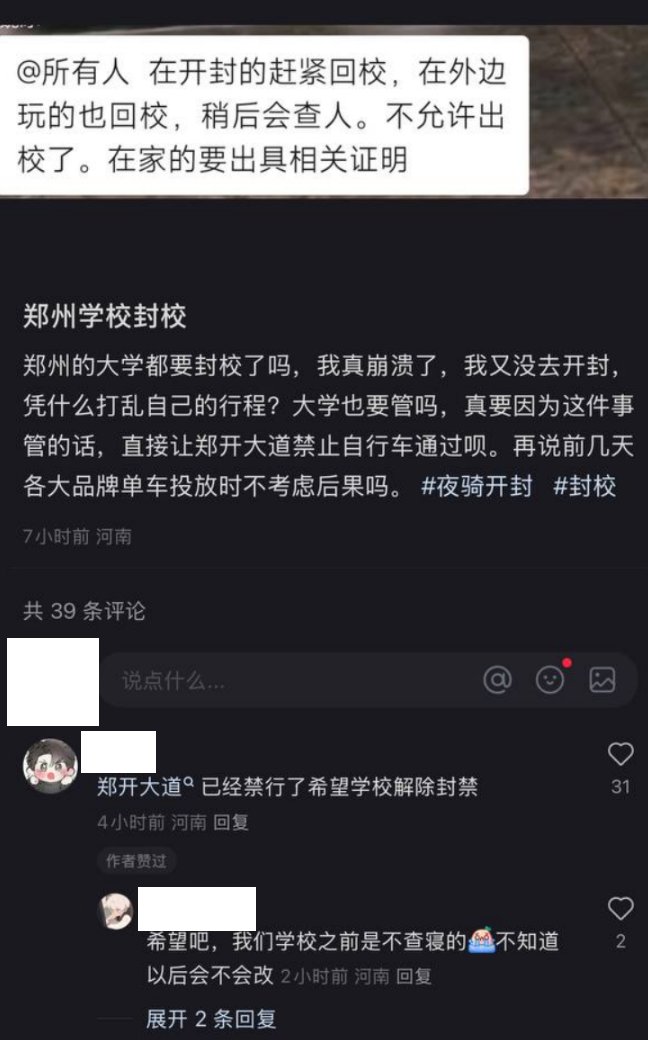 @所有人 在开封的赶紧回校，在外边
玩的也回校，稍后会查人。不允许出
校了。在家的要出具相关证明
郑州学校封校
郑州的大学都要封校了吗，我真崩溃了，我又没去开封，
凭什么打乱自己的行程？大学也要管吗，真要因为这件事
管的话，直接让郑开大道禁止自行车通过呗。再说前几天
各大品牌单车投放时不考虑后果吗。 #夜骑开封 #封校
7小时前 河南
共 39 条评论
说点什么...
郑开大道 已经禁行了希望学校解除封禁
31
4小时前 河南 回复
作者赞过
希望吧，我们学校之前是不查寝的不知道
2
以后会不会改 2小时前 河南 回复
展开 2 条回复